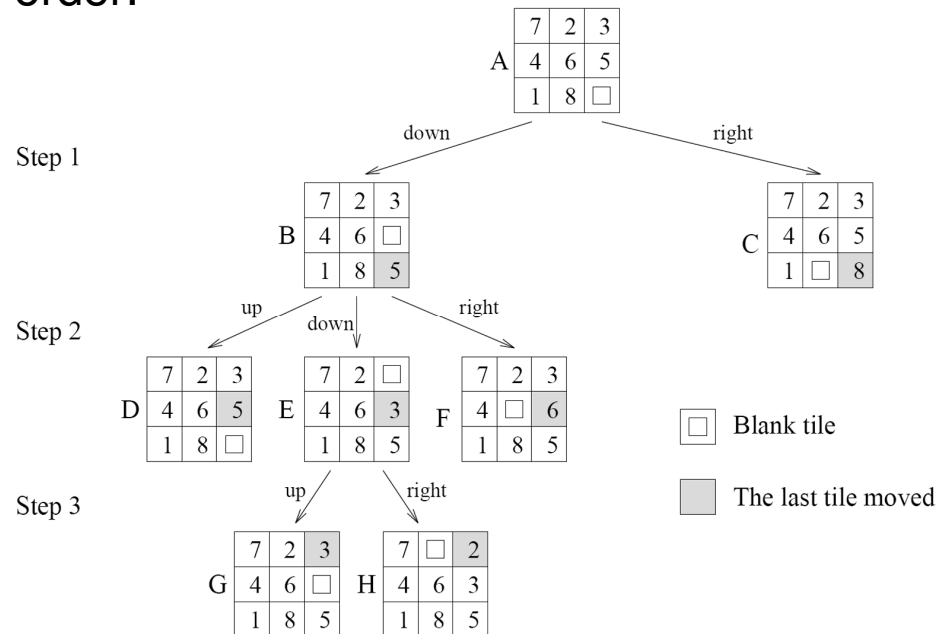 order.
7 2 3
A 4 6 5
1 8
down right
Step 1
7 2 3
B 4 6
1 8 5
7 2 3
C 4 6 5
1 8
up down right
Step 2
7 2 3
D 4 6 5
1 8
7 2
E 4 6 3
1 8 5
7 2 3
F 4 6
1 8 5
Blank tile
The last tile moved
up right
Step 3
7 2 3
G 4 6
1 8 5
7 2
H 4 6 3
1 8 5